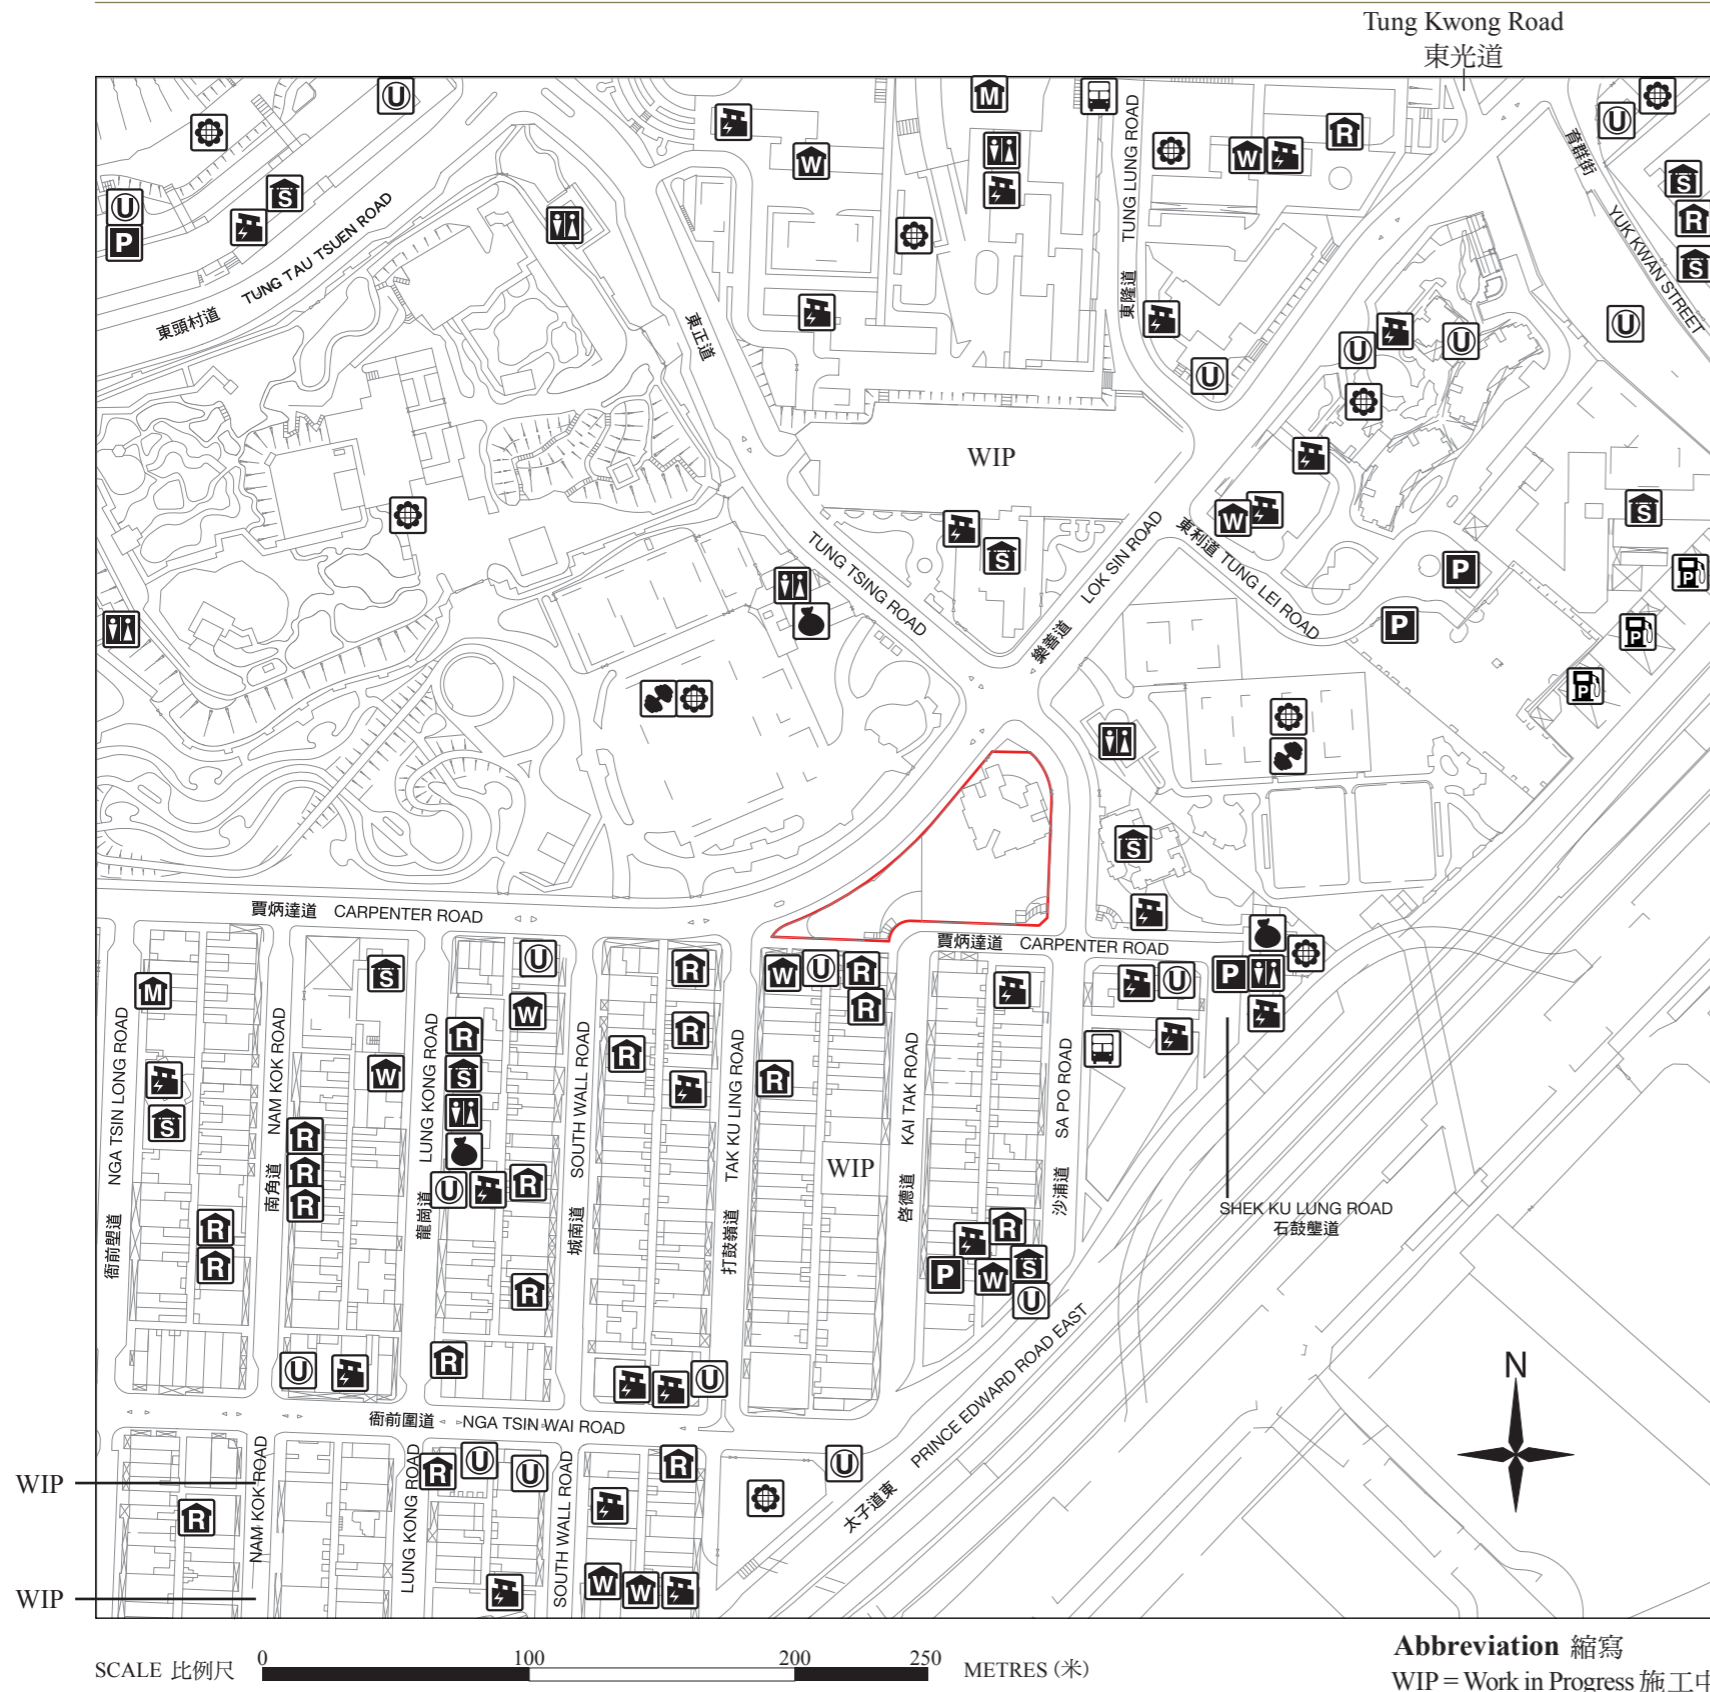 Tung Kwong Road
東光道
TUNG LUNG ROAD
東隆道
育群街
YUK KWAN STREET
TUNG TAU TSUEN ROAD
東頭村道
東正道
WIP
TUNG TSING ROAD
LOK SIN ROAD
樂善道
東利道 TUNG LEI ROAD
賈炳達道 CARPENTER ROAD
賈炳達道 CARPENTER ROAD
NGA TSIN LONG ROAD
衙前塱道
NAM KOK ROAD
南角道
LUNG KONG ROAD
龍崗道
SOUTH WALL ROAD
城南道
TAK KU LING ROAD
打鼓嶺道
WIP
KAI TAK ROAD
啓德道
SA PO ROAD
沙浦道
SHEK KU LUNG ROAD
石鼓壟道
衙前圍道 NGA TSIN WAI ROAD
PRINCE EDWARD ROAD EAST
太子道東
N
WIP
NAM KOK ROAD
LUNG KONG ROAD
SOUTH WALL ROAD
WIP
SCALE 比例尺 0 100 200 250 METRES (米)
Abbreviation 縮寫
WIP = Work in Progress 施工中